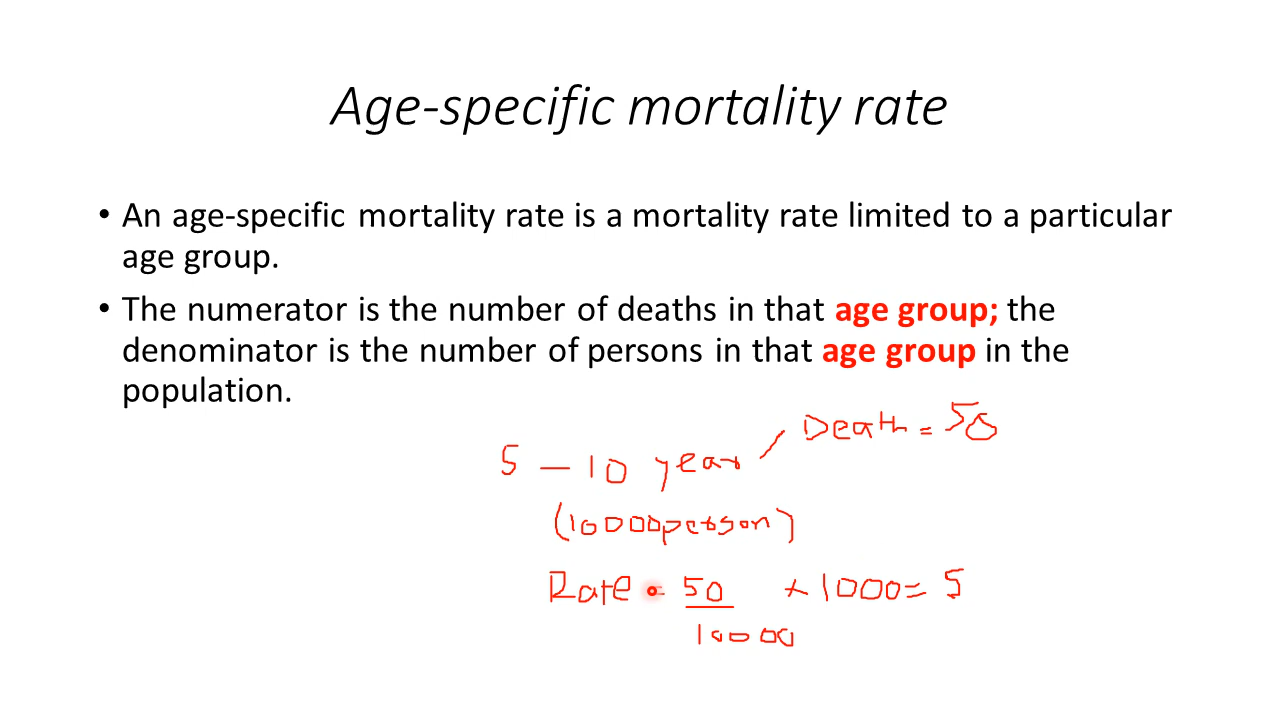 Age-specific mortality rate
• An age-specific mortality rate is a mortality rate limited to a particular
age group.
• The numerator is the number of deaths in that age group; the
denominator is the number of persons in that age group in the
population.
Death = 50
5 – 10 year
(10000 person)
Rate = 50 × 1000 = 5
10000